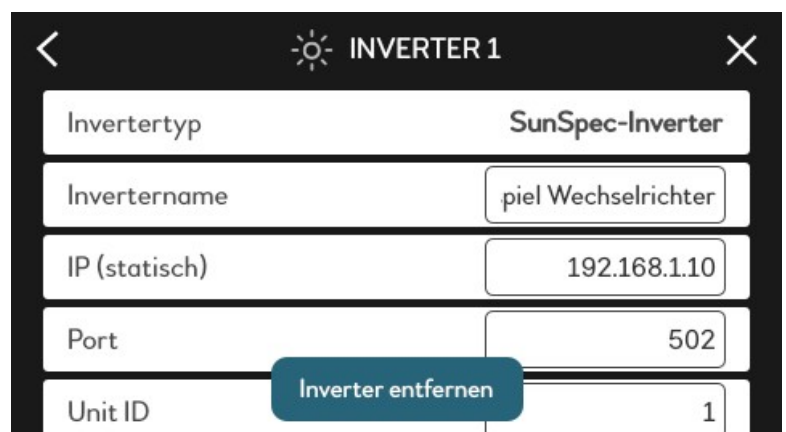 INVERTER 1
Invertertyp SunSpec-Inverter
Invertername piel Wechselrichter
IP (statisch) 192.168.1.10
Port 502
Inverter entfernen
Unit ID 1